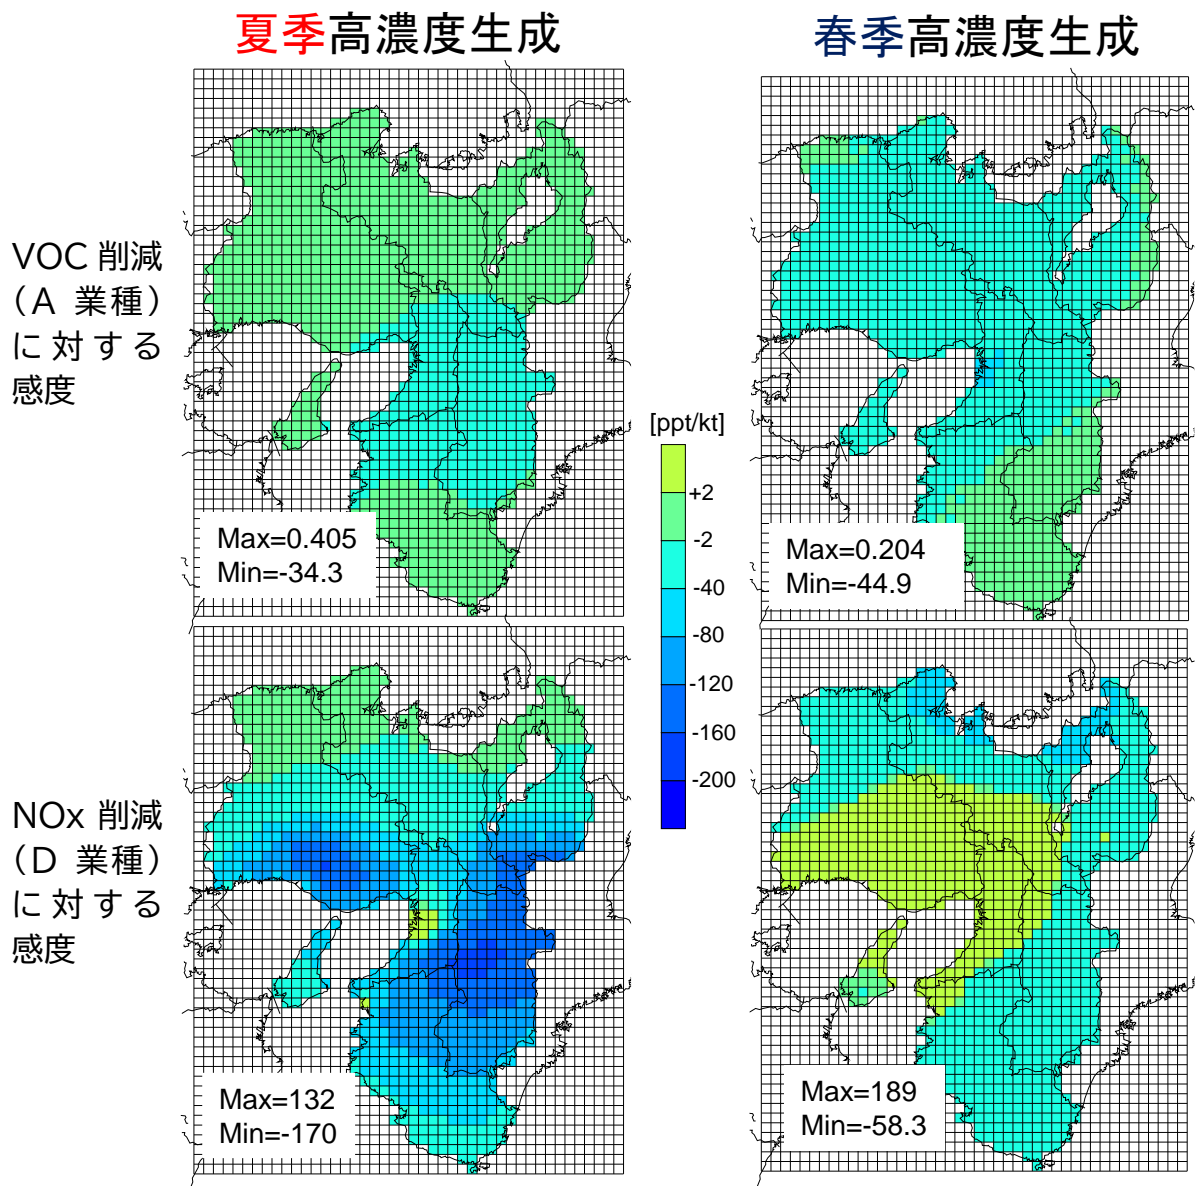 夏季高濃度生成
春季高濃度生成
VOC 削減
（A 業種）
に対する
感度
Max=0.405
Min=-34.3
Max=0.204
Min=-44.9
[ppt/kt]
+2
-2
-40
-80
-120
-160
-200
NOx 削減
（D 業種）
に対する
感度
Max=132
Min=-170
Max=189
Min=-58.3